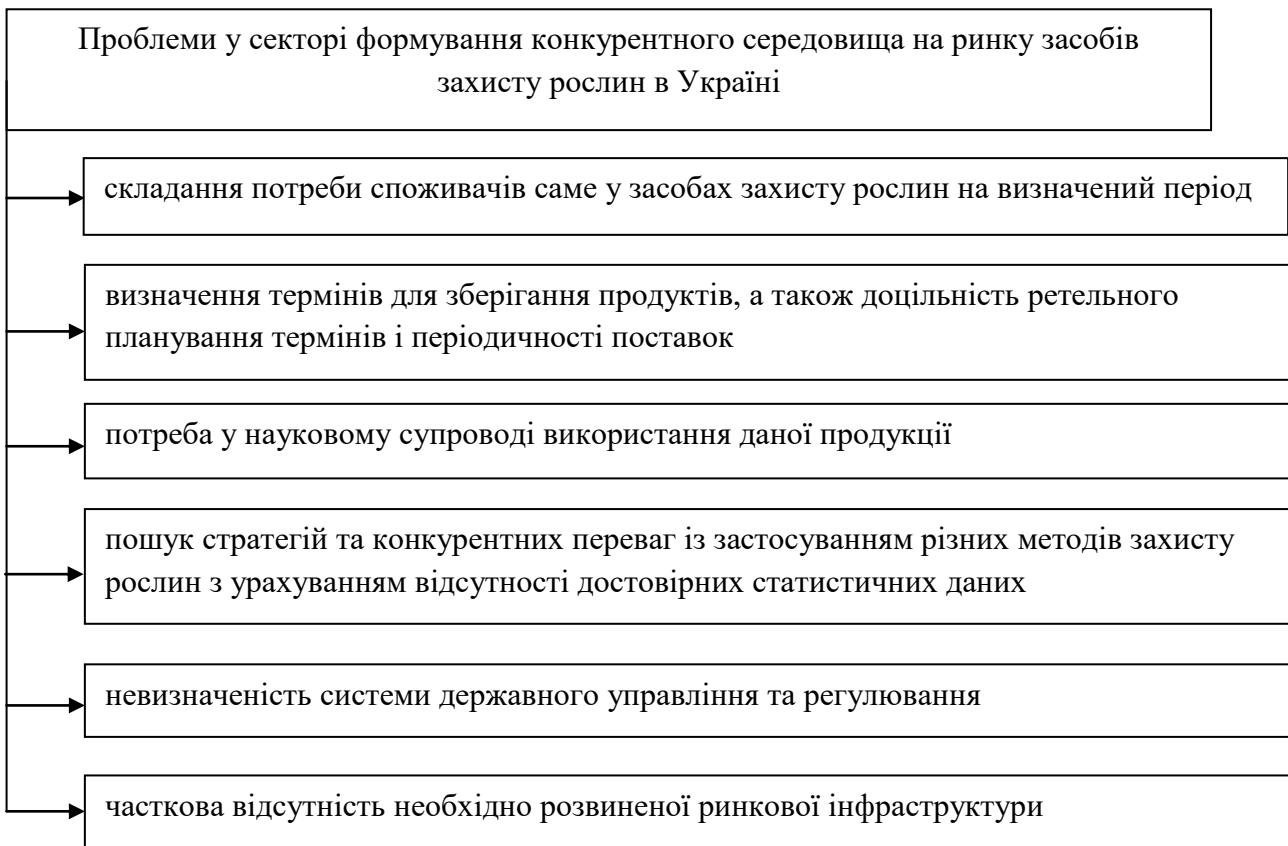 Проблеми у секторі формування конкурентного середовища на ринку засобів
захисту рослин в Україні
складання потреби споживачів саме у засобах захисту рослин на визначений період
визначення термінів для зберігання продуктів, а також доцільність ретельного
планування термінів і періодичності поставок
потреба у науковому супроводі використання даної продукції
пошук стратегій та конкурентних переваг із застосуванням різних методів захисту
рослин з урахуванням відсутності достовірних статистичних даних
невизначеність системи державного управління та регулювання
часткова відсутність необхідно розвиненої ринкової інфраструктури